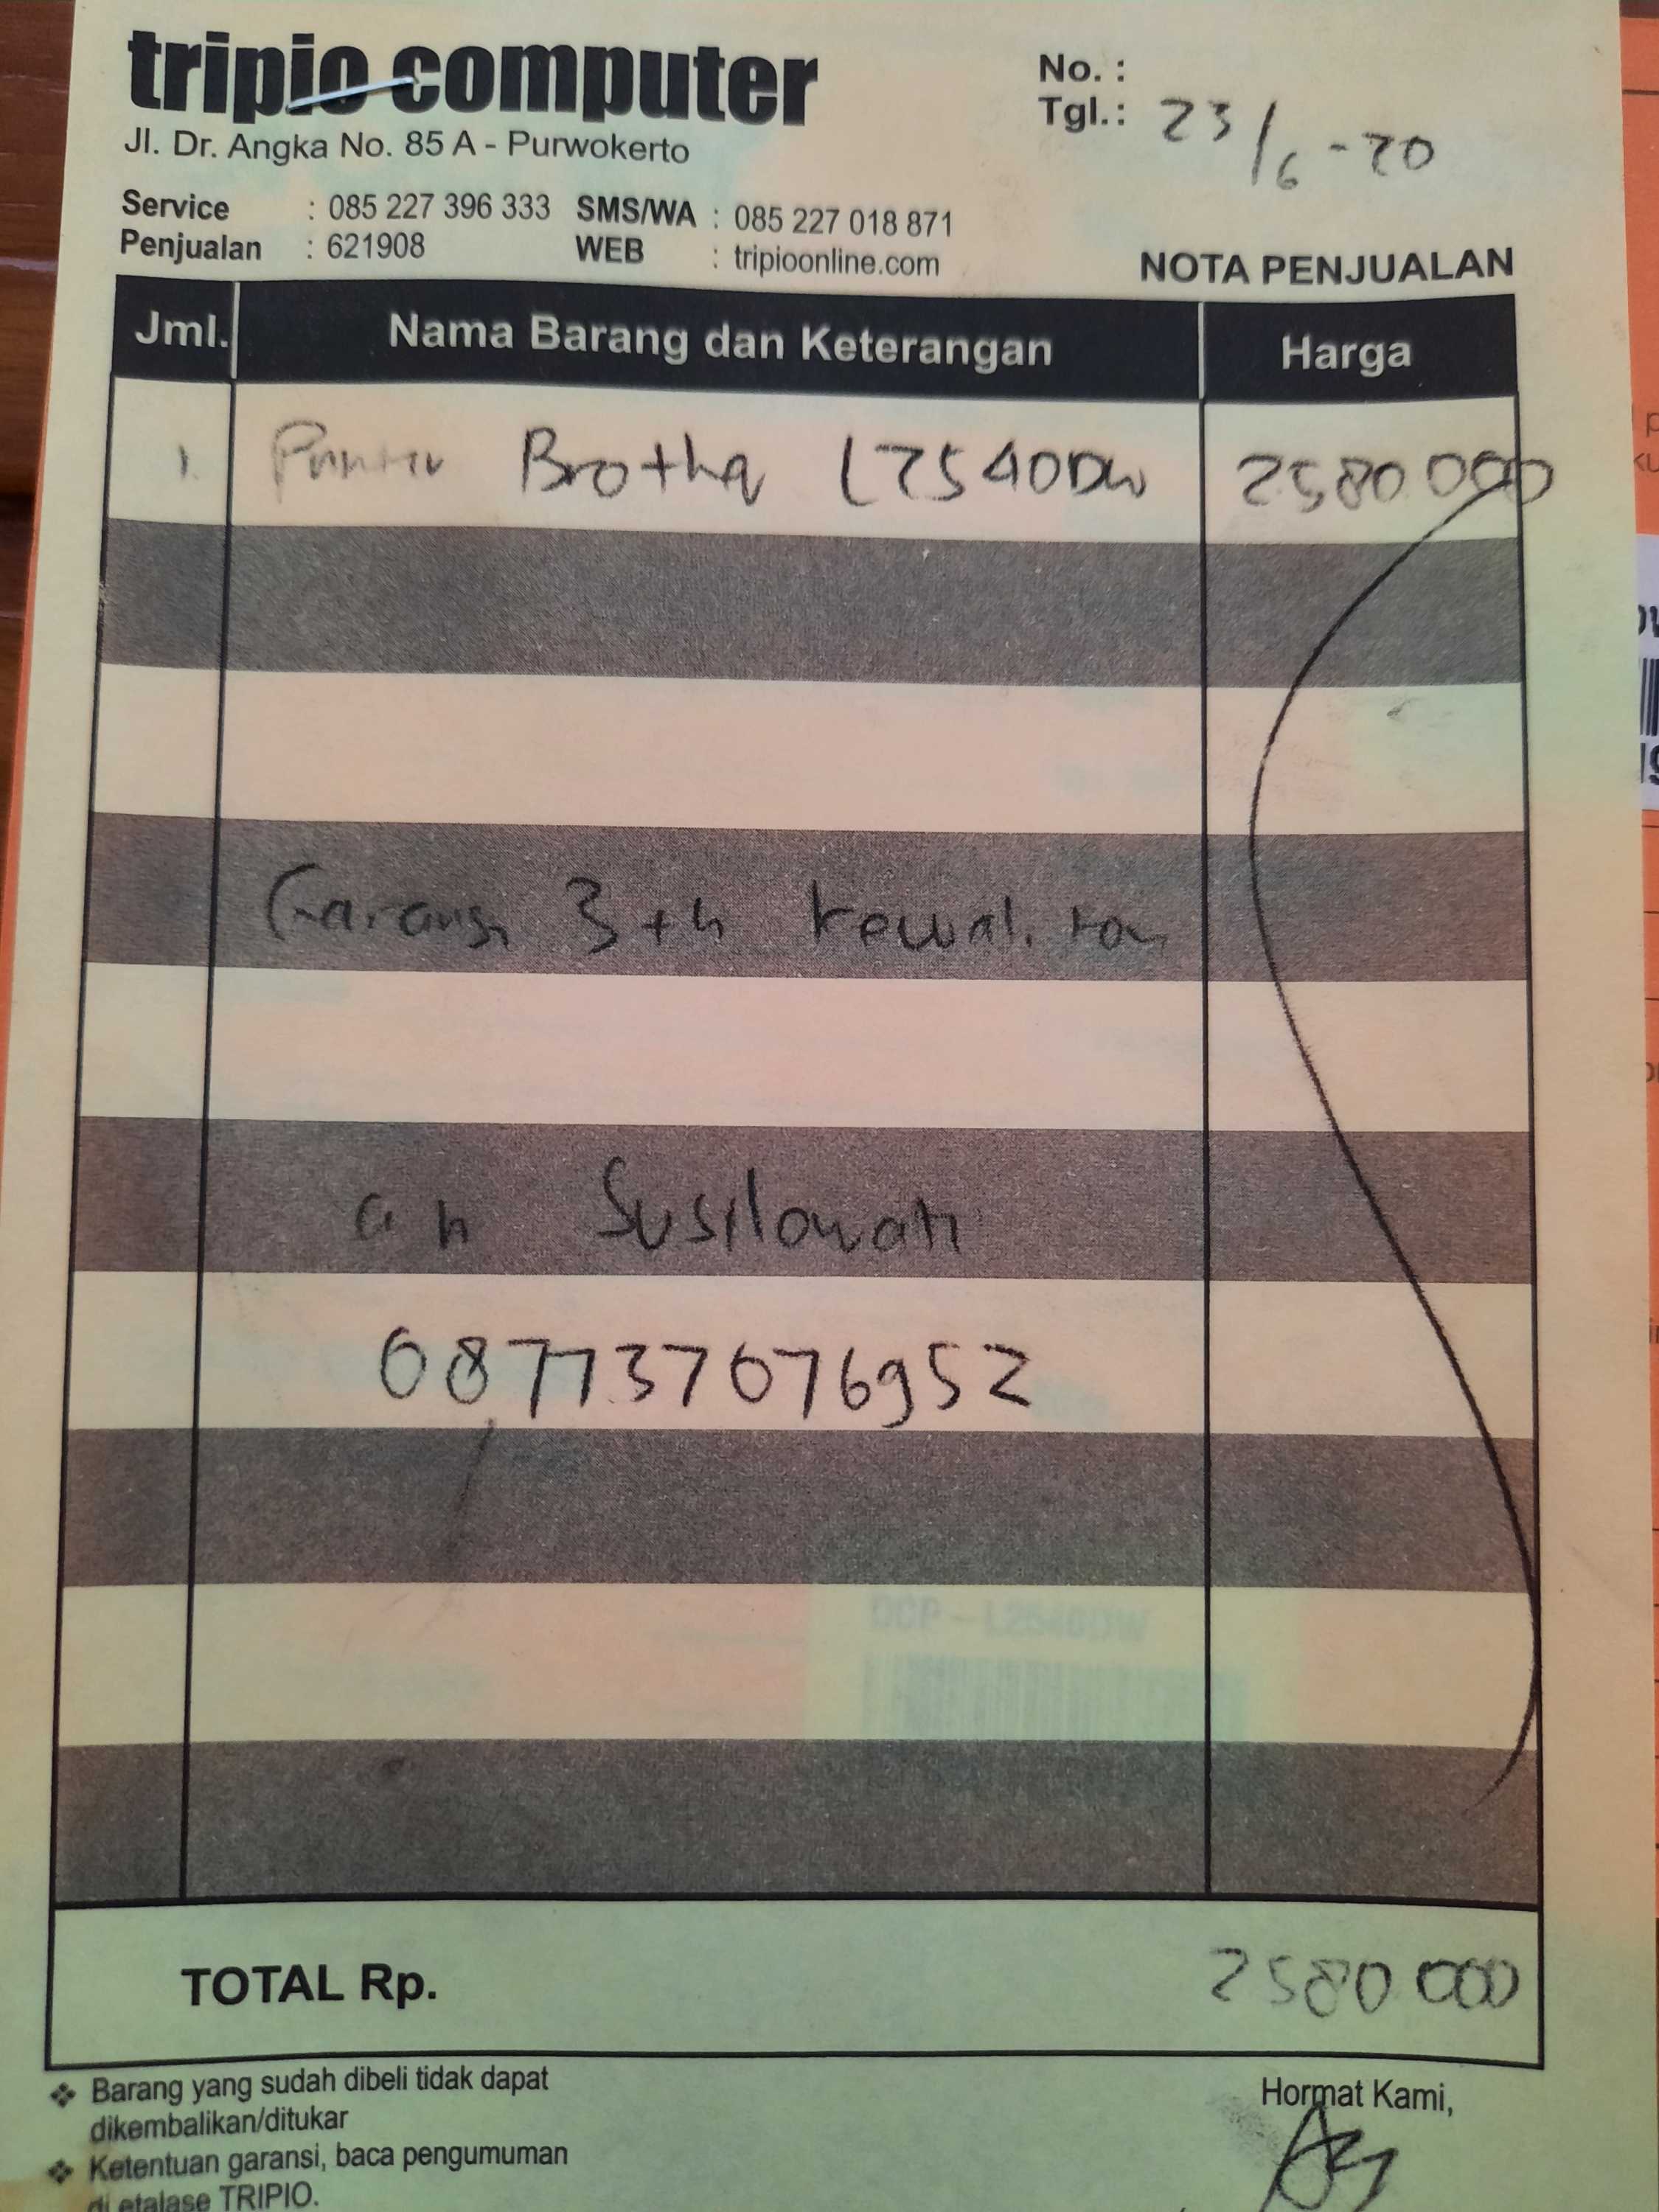 tripio computer
Jl. Dr. Angka No. 85 A - Purwokerto
No. :
Tgl.: 23/6-20
Service : 085 227 396 333 SMS/WA : 085 227 018 871
Penjualan : 621908 WEB : tripioonline.com
NOTA PENJUALAN
Jml. Nama Barang dan Keterangan Harga
1. Printer Brother L2540DW 2580 000
Garansi 3 th
an Susilowati
087737076952
DCP-L2540DW
TOTAL Rp. 2580 000
❖ Barang yang sudah dibeli tidak dapat
dikembalikan/ditukar
❖ Ketentuan garansi, baca pengumuman
di etalase TRIPIO.
Hormat Kami,